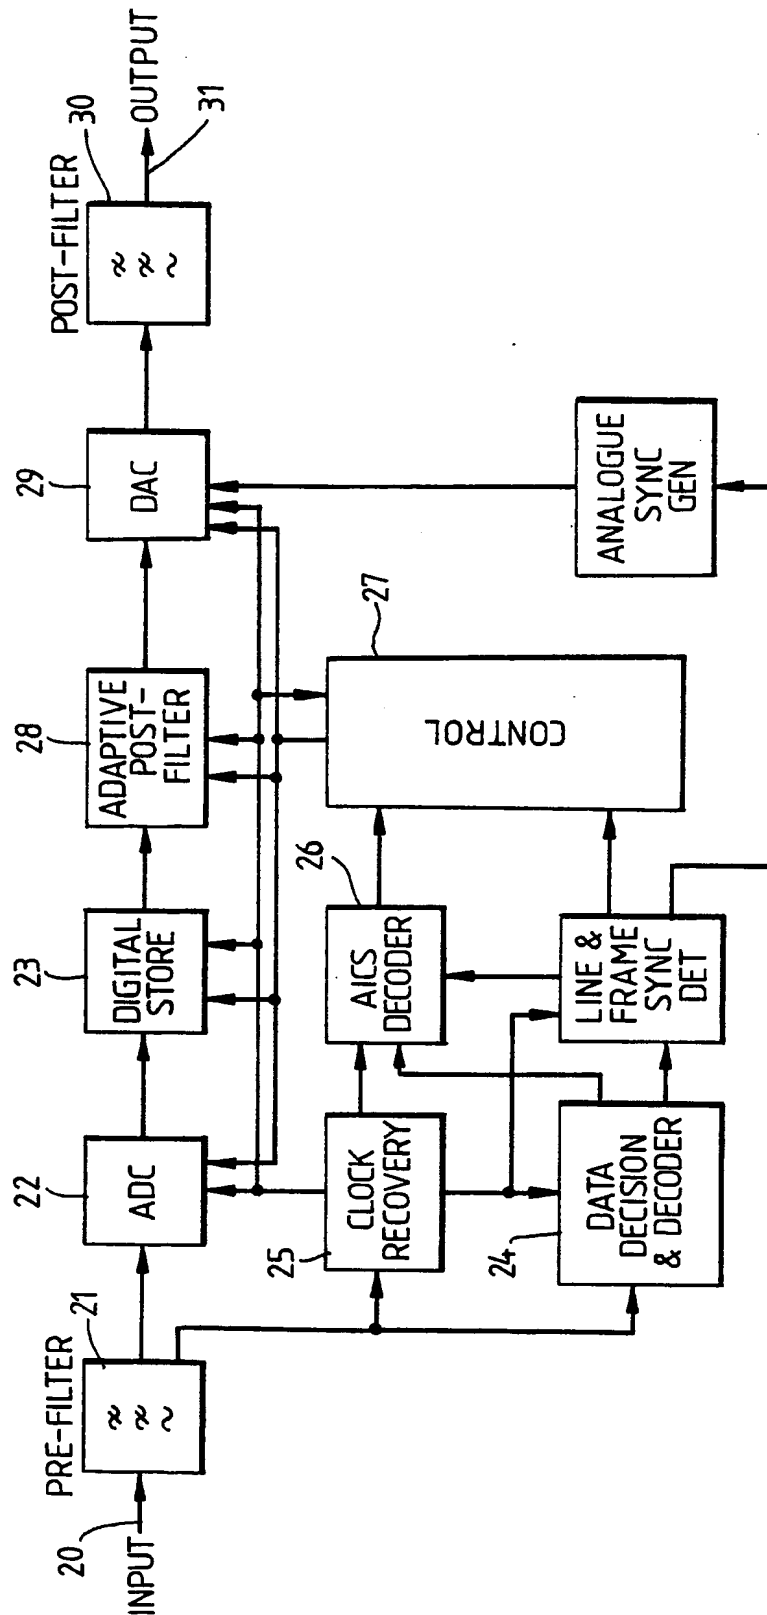 INPUT
20
PRE-FILTER
21
22
ADC
23
DIGITAL
STORE
28
ADAPTIVE
POST-
FILTER
29
DAC
POST-FILTER
30
OUTPUT
31
25
CLOCK
RECOVERY
26
AICS
DECODER
27
CONTROL
24
DATA
DECISION
& DECODER
LINE &
FRAME
SYNC
DET
ANALOGUE
SYNC
GEN